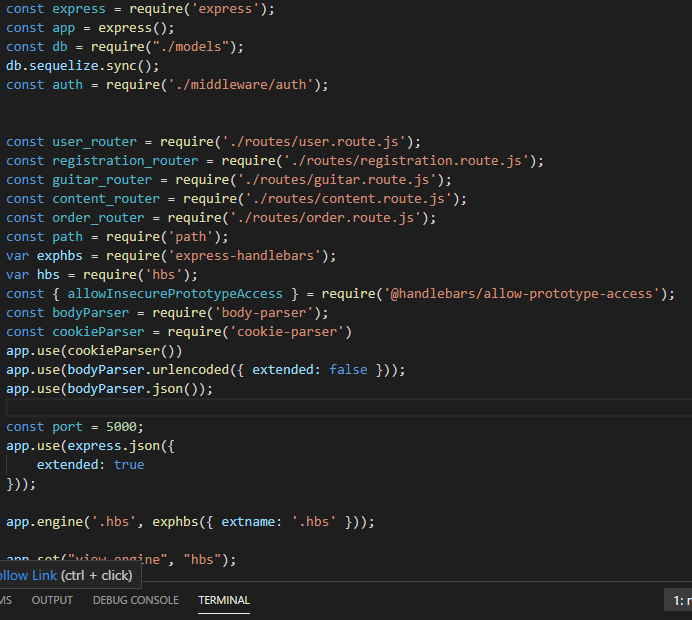 const express = require('express');
const app = express();
const db = require("./models");
db.sequelize.sync();
const auth = require('./middleware/auth');
const user_router = require('./routes/user.route.js');
const registration_router = require('./routes/registration.route.js');
const guitar_router = require('./routes/guitar.route.js');
const content_router = require('./routes/content.route.js');
const order_router = require('./routes/order.route.js');
const path = require('path');
var exphbs = require('express-handlebars');
var hbs = require('hbs');
const { allowInsecurePrototypeAccess } = require('@handlebars/allow-prototype-access');
const bodyParser = require('body-parser');
const cookieParser = require('cookie-parser')
app.use(cookieParser())
app.use(bodyParser.urlencoded({ extended: false }));
app.use(bodyParser.json());
const port = 5000;
app.use(express.json({
    extended: true
}));
app.engine('.hbs', exphbs({ extname: '.hbs' }));
app.set("view engine", "hbs");
ollow Link (ctrl + click)
MS OUTPUT DEBUG CONSOLE TERMINAL 1: